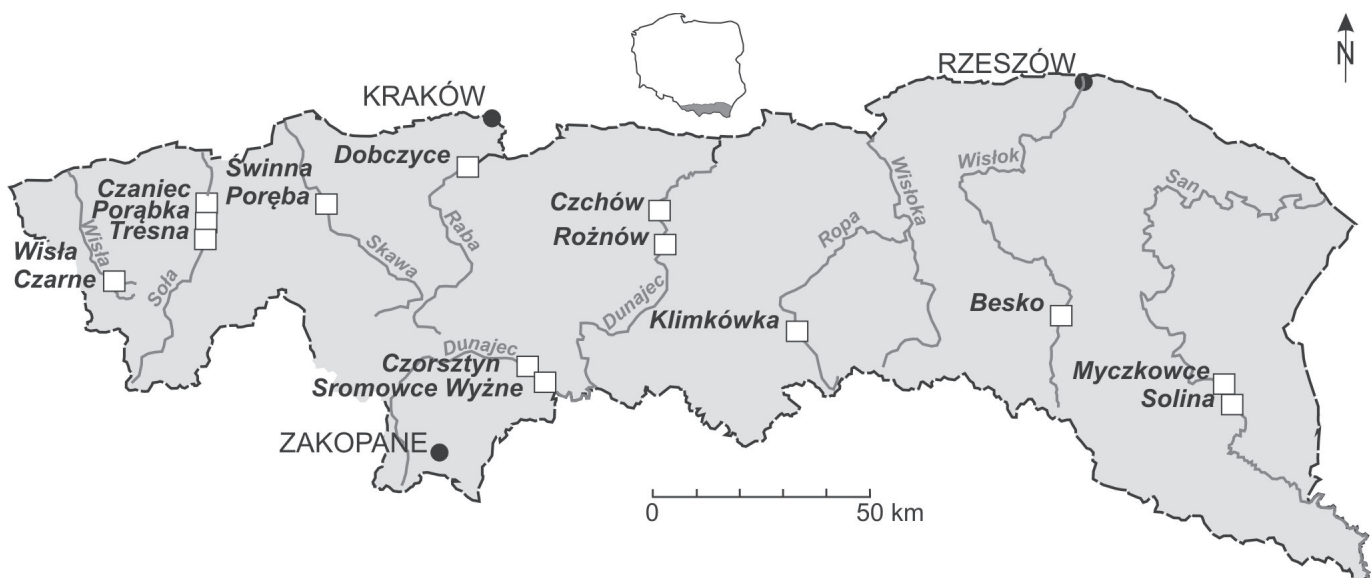 N
RZESZÓW
KRAKÓW
Dobczyce
Świnna
Poręba
Czaniec
Porąbka
Tresna
Wisła
Czarne
Wisła
Soła
Skawa
Raba
Czchów
Rożnów
Dunajec
Ropa
Wisłoka
Wisłok
San
Klimkówka
Besko
Dunajec
Czorsztyn
Sromowce Wyżne
Myczkowce
Solina
ZAKOPANE
0 50 km